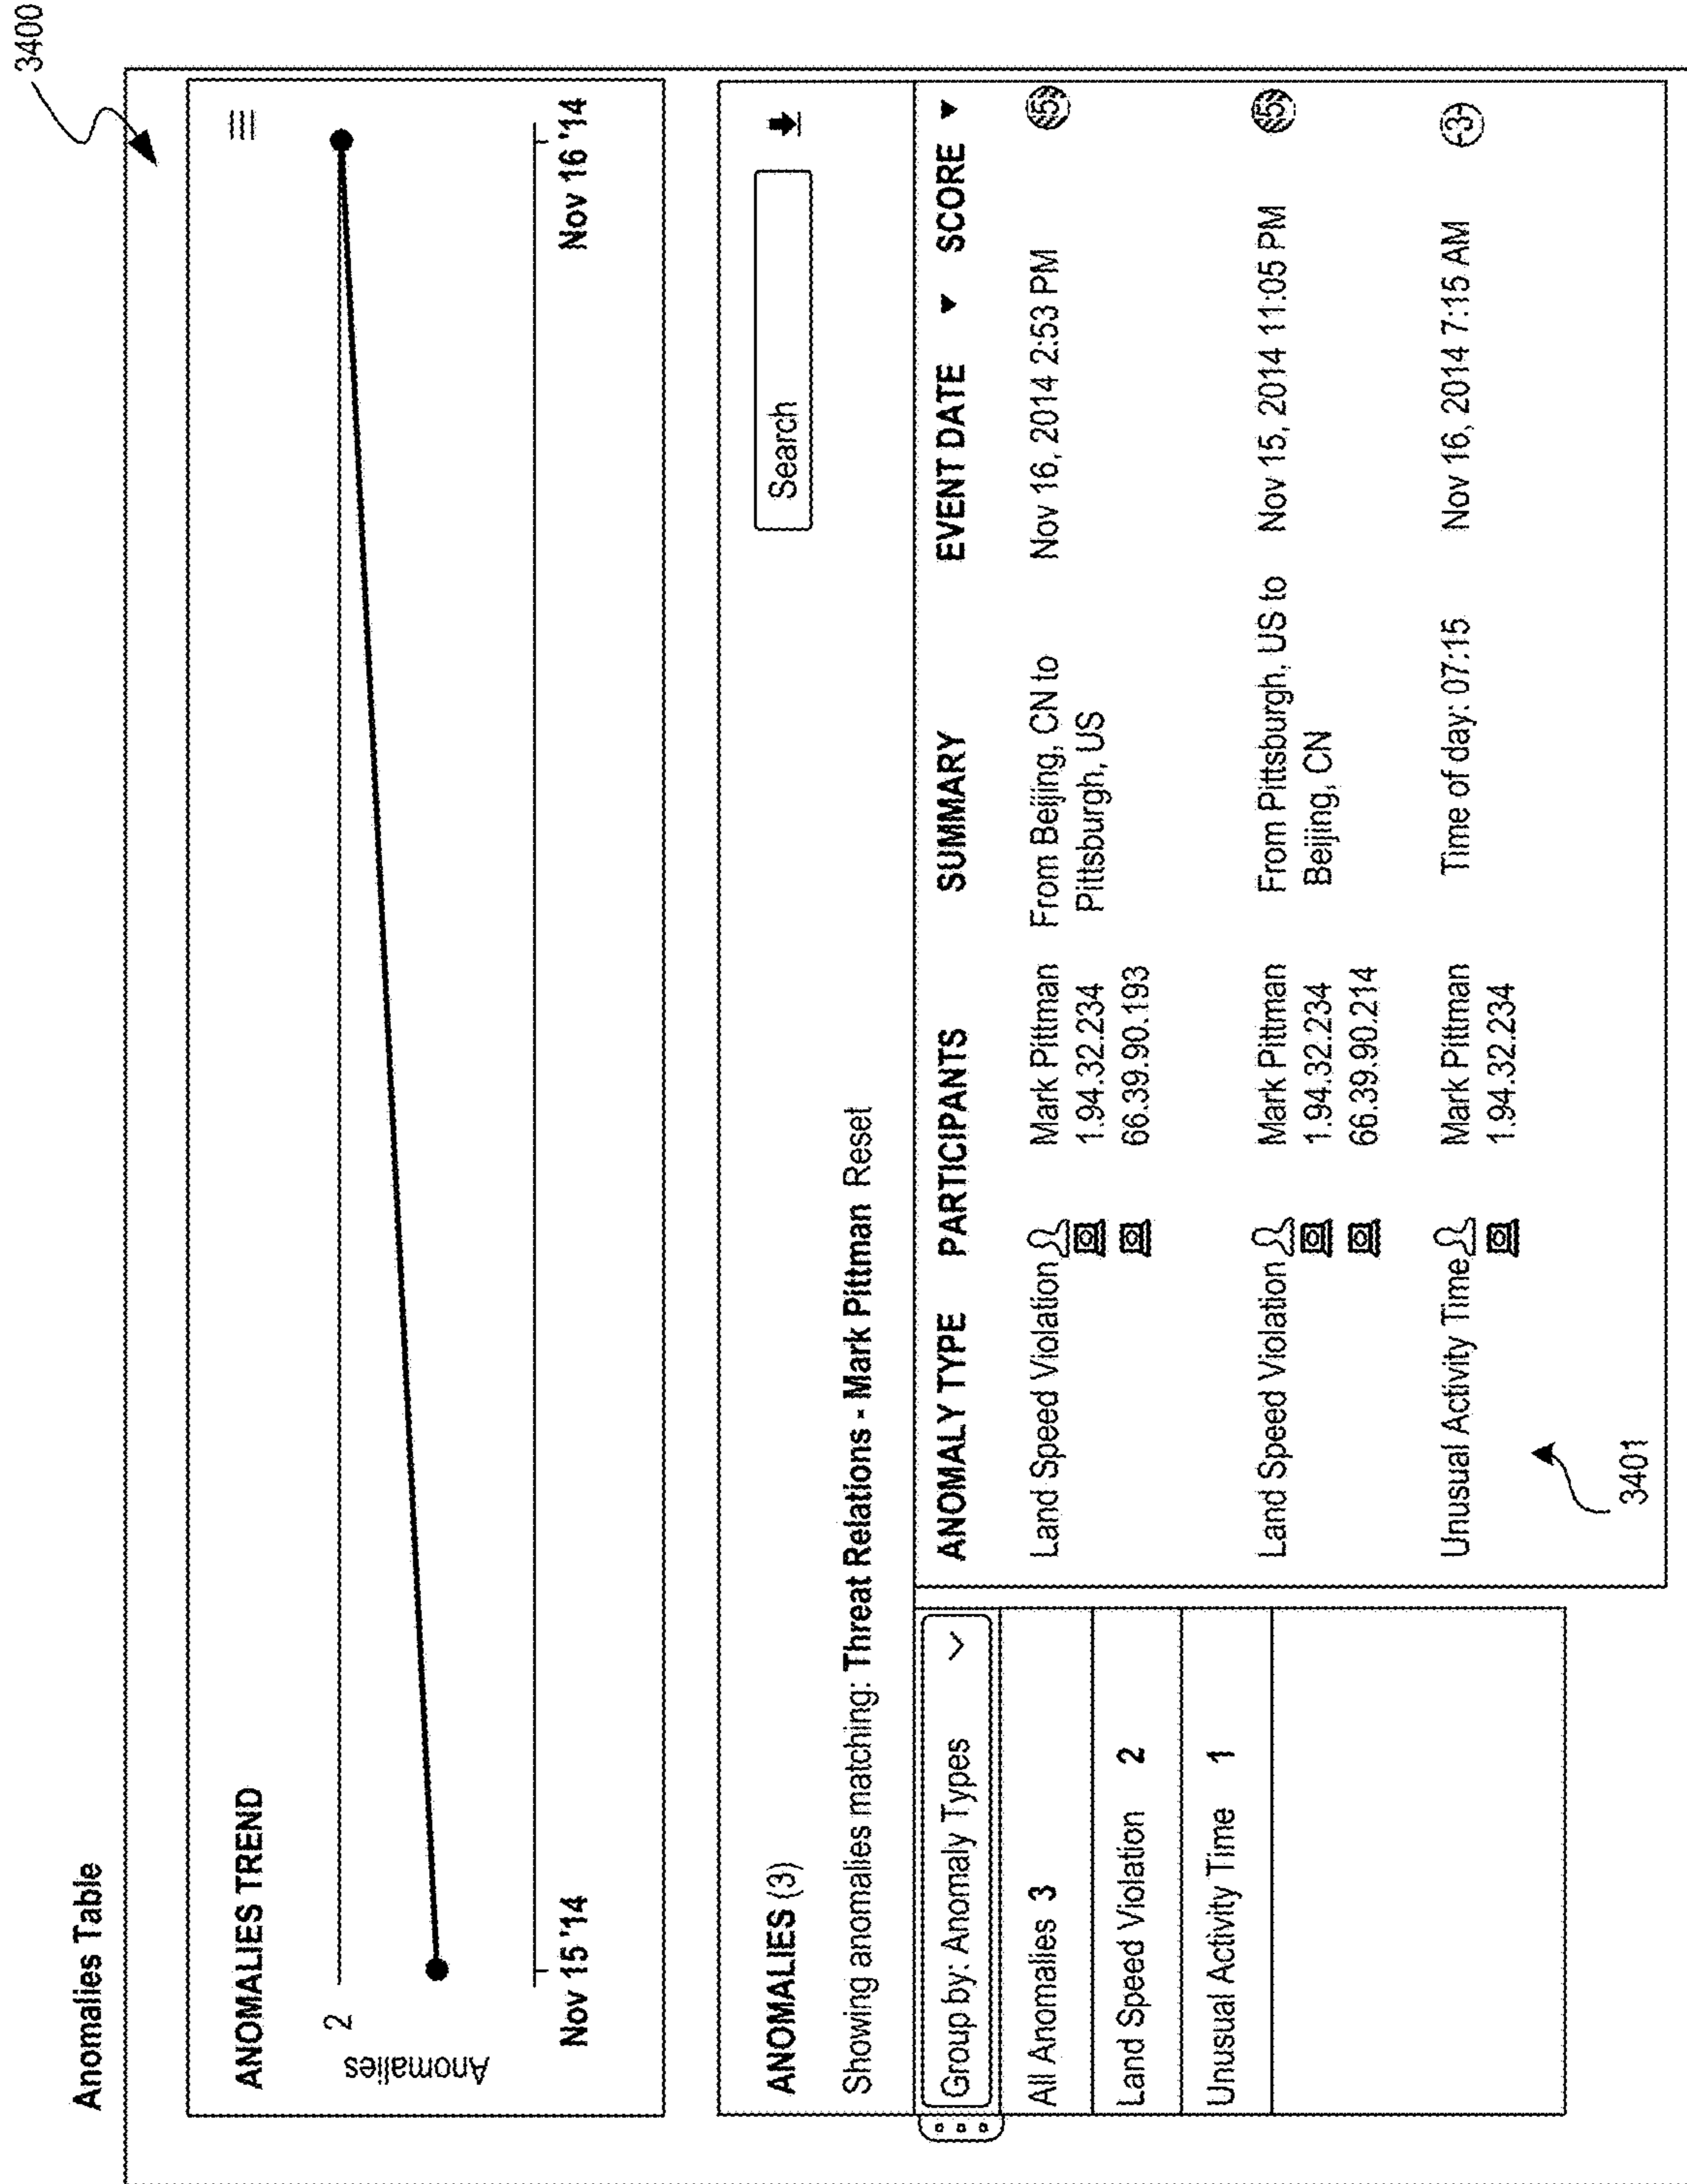 3400
Anomalies Table
ANOMALIES TREND
Anomalies
2
Nov 15 '14
Nov 16 '14
ANOMALIES (3)
Search
Showing anomalies matching: Threat Relations - Mark Pittman Reset
Group by: Anomaly Types
All Anomalies 3
Land Speed Violation 2
Unusual Activity Time 1
ANOMALY TYPE PARTICIPANTS SUMMARY EVENT DATE SCORE
Land Speed Violation Mark Pittman From Beijing, CN to Nov 16, 2014 2:53 PM 5
1.94.32.234 Pittsburgh, US
66.39.90.193
Land Speed Violation Mark Pittman From Pittsburgh, US to Nov 15, 2014 11:05 PM 5
1.94.32.234 Beijing, CN
66.39.90.214
Unusual Activity Time Mark Pittman Time of day: 07:15 Nov 16, 2014 7:15 AM 3
1.94.32.234
3401